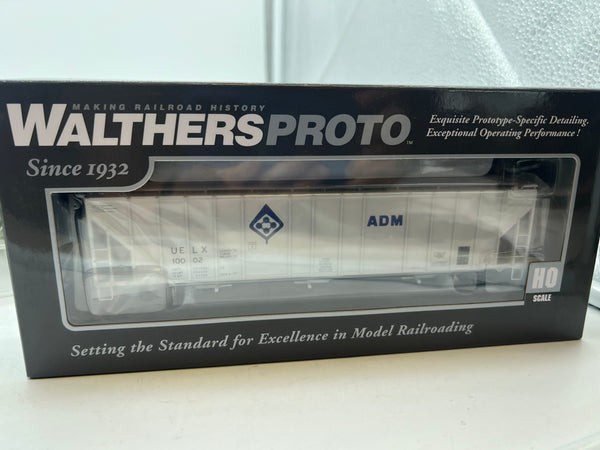 MAKING RAILROAD HISTORY
WALTHERSPROTO™
Since 1932
Exquisite Prototype-Specific Detailing.
Exceptional Operating Performance!
ADM
UELX
10002
HO
SCALE
Setting the Standard for Excellence in Model Railroading